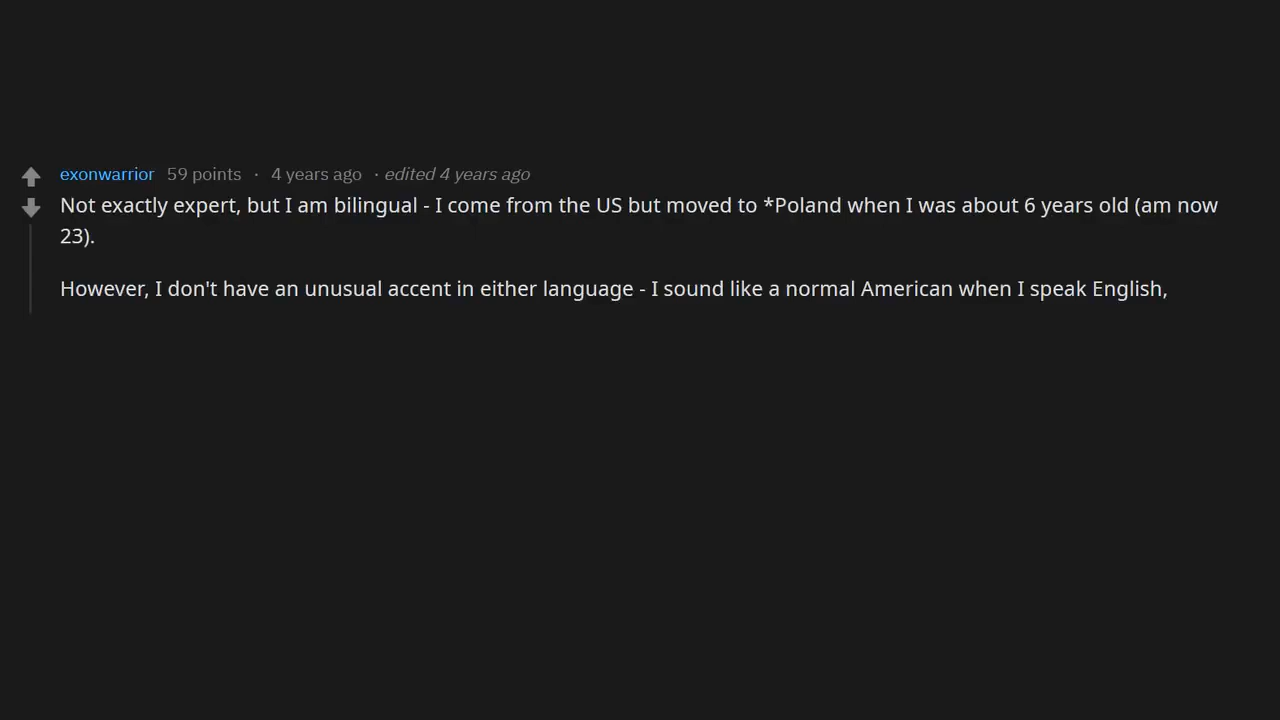 exonwarrior 59 points · 4 years ago · edited 4 years ago
Not exactly expert, but I am bilingual - I come from the US but moved to *Poland when I was about 6 years old (am now
23).
However, I don't have an unusual accent in either language - I sound like a normal American when I speak English,